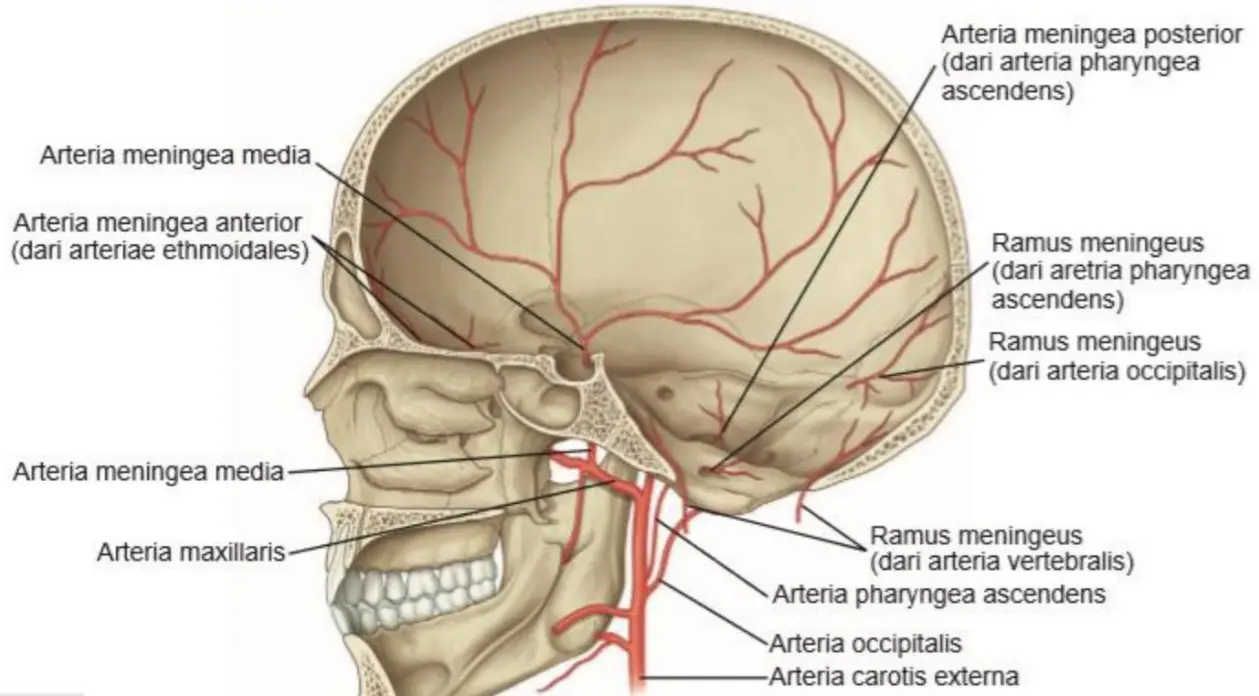 Arteria meningea posterior
(dari arteria pharyngea
ascendens)
Arteria meningea media
Arteria meningea anterior
(dari arteriae ethmoidales)
Ramus meningeus
(dari aretria pharyngea
ascendens)
Ramus meningeus
(dari arteria occipitalis)
Arteria meningea media
Arteria maxillaris
Ramus meningeus
(dari arteria vertebralis)
Arteria pharyngea ascendens
Arteria occipitalis
Arteria carotis externa